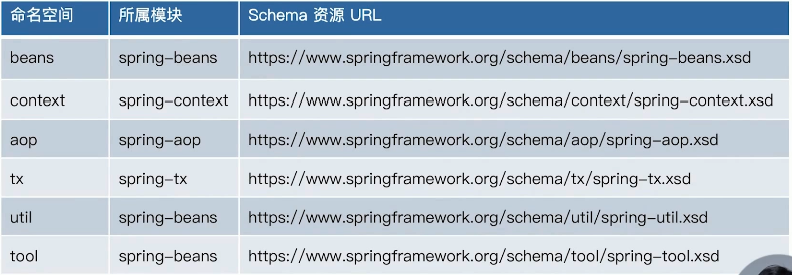 命名空间 所属模块 Schema 资源 URL
beans spring-beans https://www.springframework.org/schema/beans/spring-beans.xsd
context spring-context https://www.springframework.org/schema/context/spring-context.xsd
aop spring-aop https://www.springframework.org/schema/aop/spring-aop.xsd
tx spring-tx https://www.springframework.org/schema/tx/spring-tx.xsd
util spring-beans https://www.springframework.org/schema/util/spring-util.xsd
tool spring-beans https://www.springframework.org/schema/tool/spring-tool.xsd